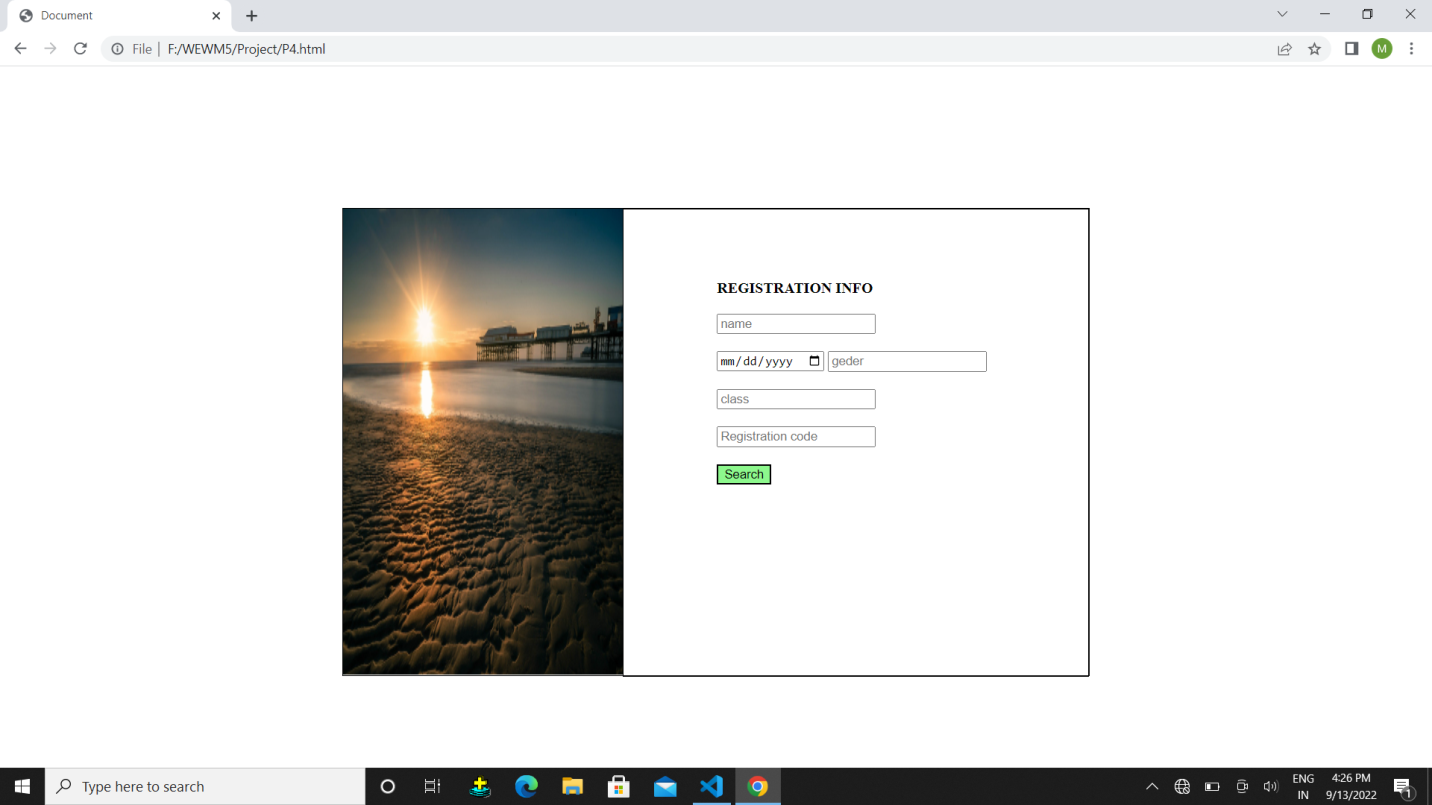 Document
File | F:/WEWM5/Project/P4.html
M
REGISTRATION INFO
name
mm/dd/yyyy geder
class
Registration code
Search
Type here to search
ENG
IN
4:26 PM
9/13/2022
1